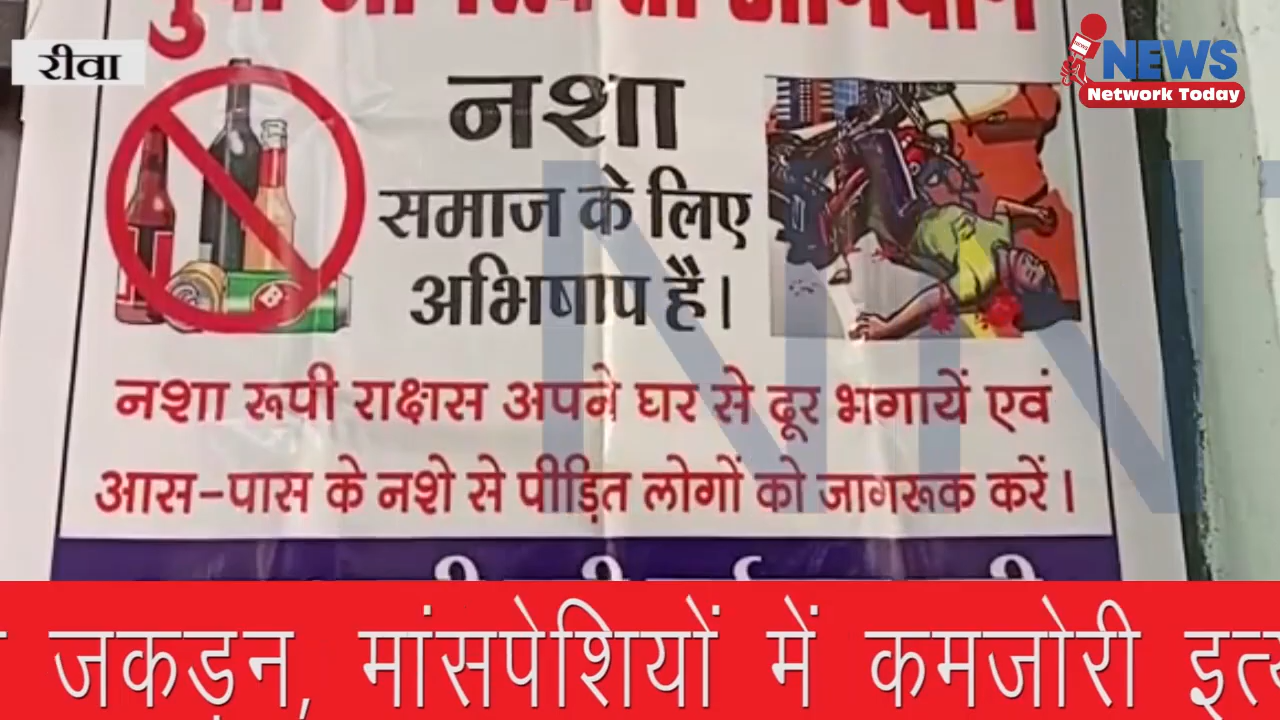 रीवा
NEWS
Network Today
नशा
समाज के लिए
अभिषाप है।
नशा रूपी राक्षस अपने घर से दूर भगायें एवं
आस-पास के नशे से पीड़ित लोगों को जागरूक करें।
जकड़न, मांसपेशियों में कमजोरी